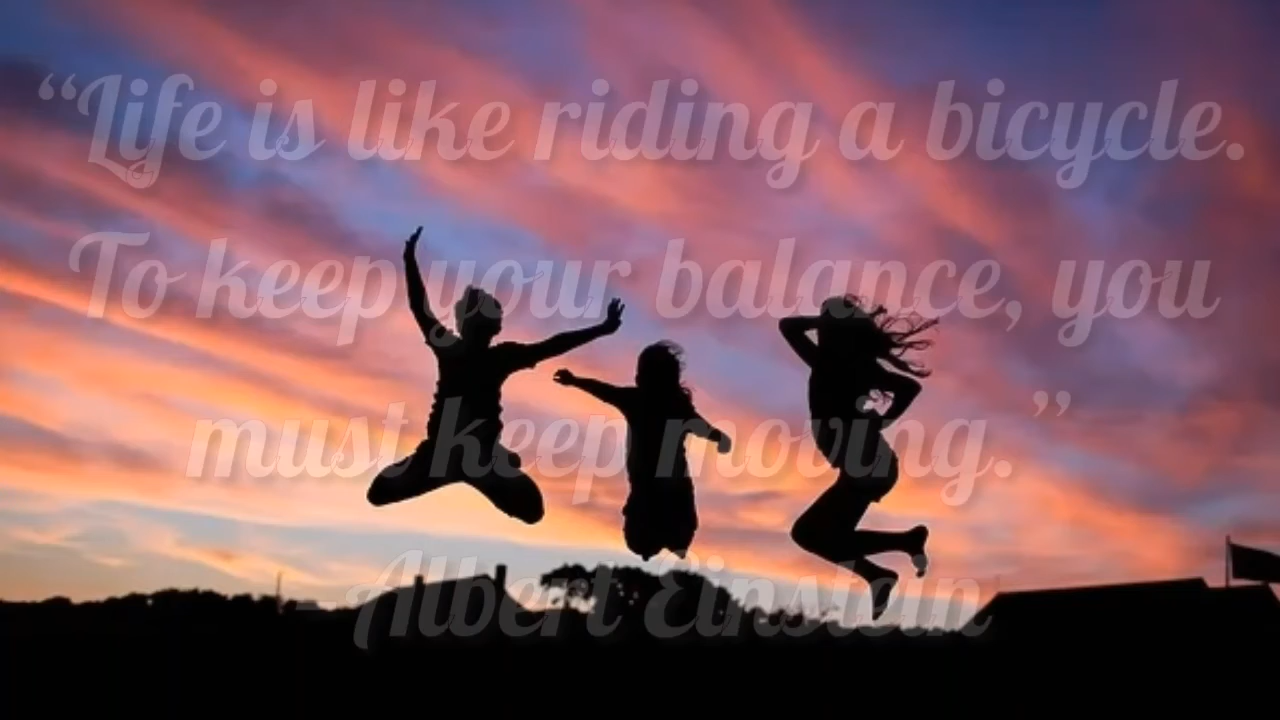 “Life is like riding a bicycle.
To keep your balance, you
must keep moving.”
- Albert Einstein